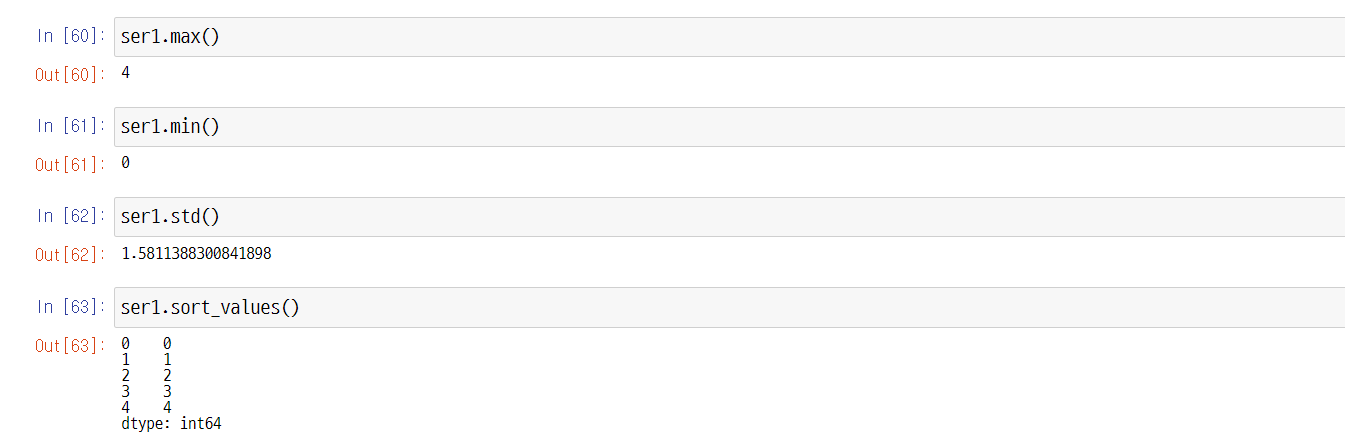 In [60]: ser1.max()
Out[60]: 4
In [61]: ser1.min()
Out[61]: 0
In [62]: ser1.std()
Out[62]: 1.5811388300841898
In [63]: ser1.sort_values()
Out[63]: 0    0
1    1
2    2
3    3
4    4
dtype: int64